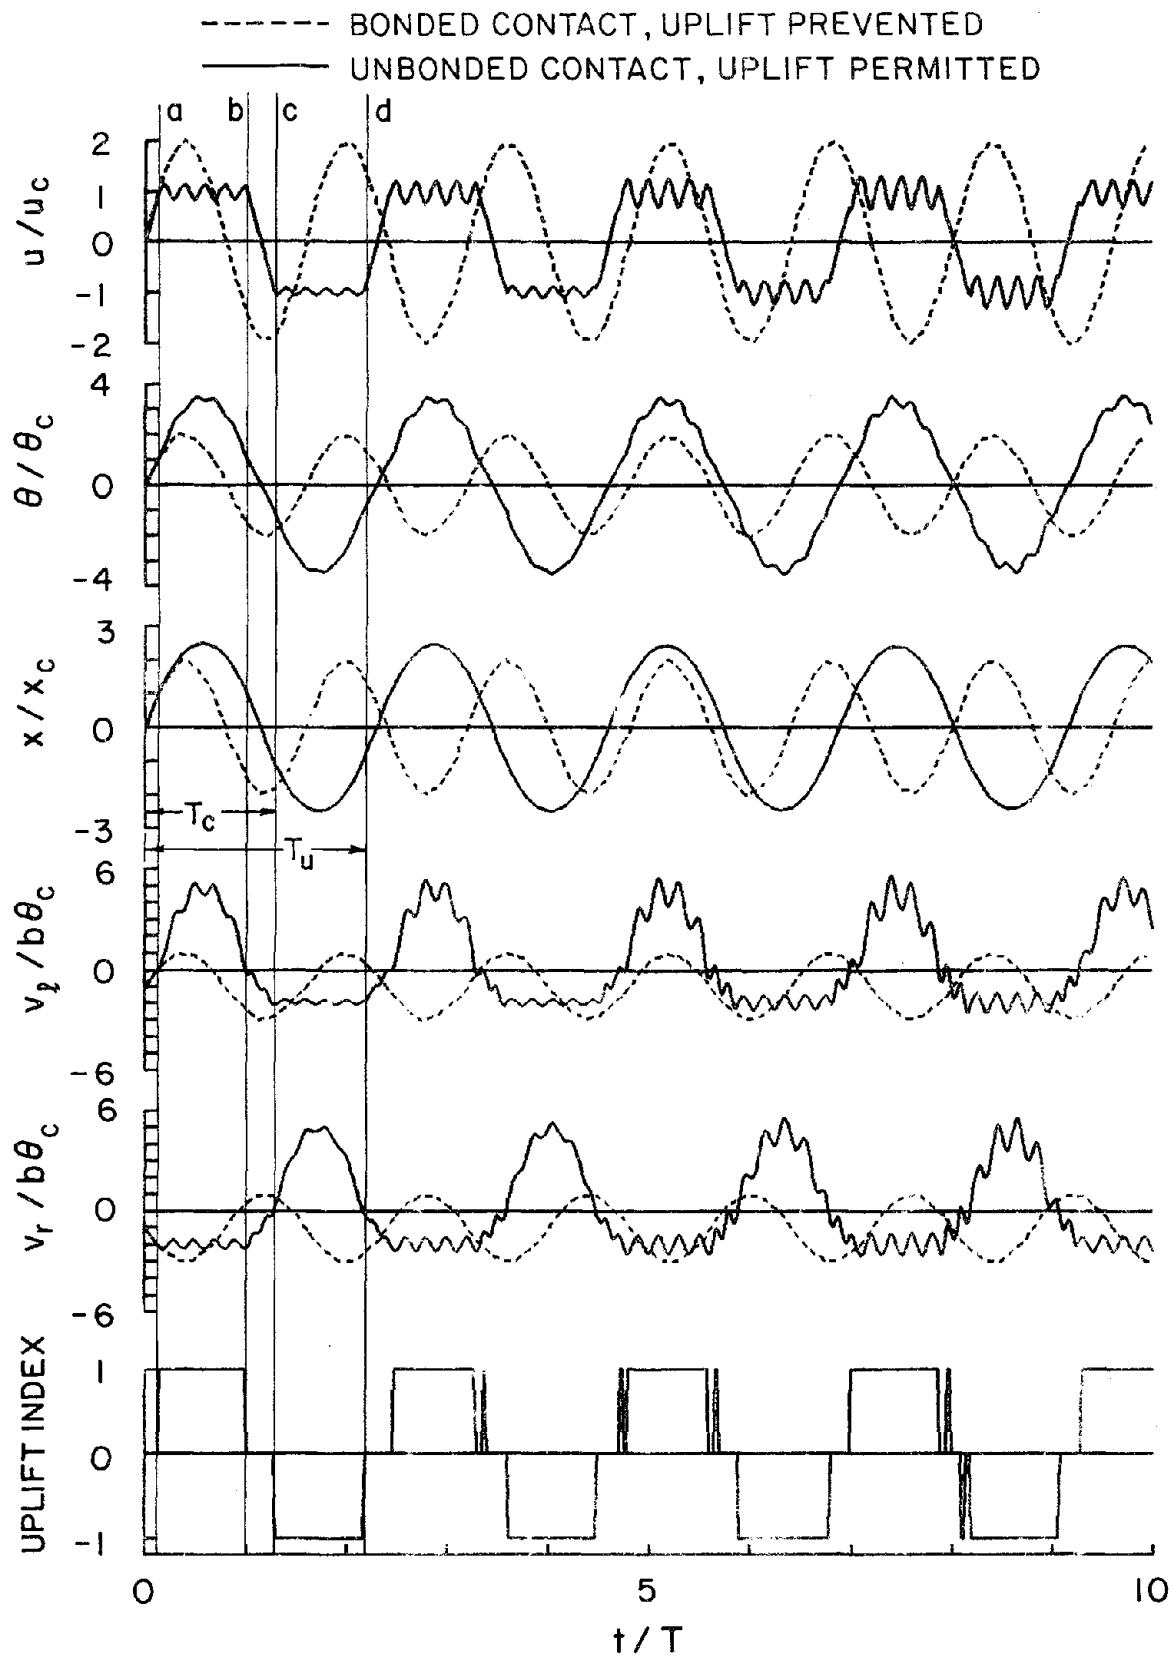 BONDED CONTACT, UPLIFT PREVENTED
UNBONDED CONTACT, UPLIFT PERMITTED
a b c d
u/u_c
2
1
0
-1
-2
θ/θ_c
4
0
-4
x/x_c
3
0
-3
T_c
T_u
v_ℓ/bθ_c
6
0
-6
v_r/bθ_c
6
0
-6
UPLIFT INDEX
1
0
-1
0 5 10
t/T